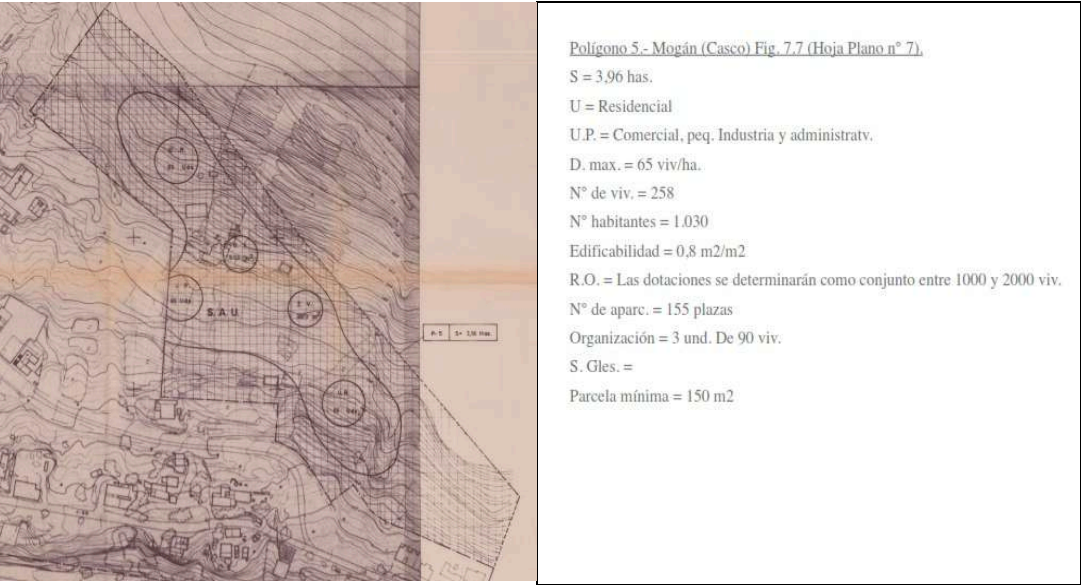 S.A.U.
Polígono 5.- Mogán (Casco) Fig. 7.7 (Hoja Plano n° 7).
S = 3,96 has.
U = Residencial
U.P. = Comercial, peq. Industria y administratv.
D. max. = 65 viv/ha.
N° de viv. = 258
N° habitantes = 1.030
Edificabilidad = 0,8 m2/m2
R.O. = Las dotaciones se determinarán como conjunto entre 1000 y 2000 viv.
N° de aparc. = 155 plazas
Organización = 3 und. De 90 viv.
S. Gles. =
Parcela mínima = 150 m2